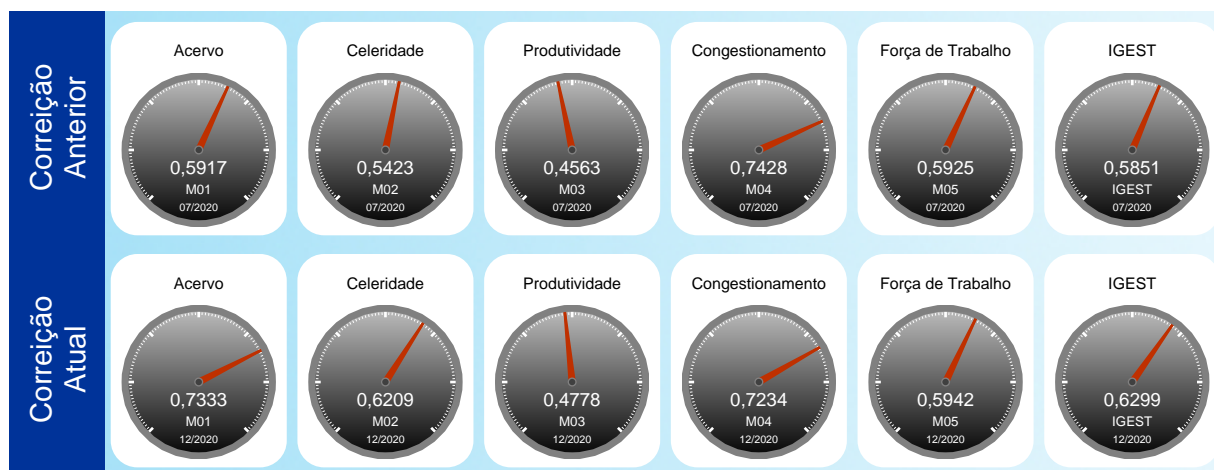 Correição
Anterior
Acervo
0,5917
M01
07/2020
Celeridade
0,5423
M02
07/2020
Produtividade
0,4563
M03
07/2020
Congestionamento
0,7428
M04
07/2020
Força de Trabalho
0,5925
M05
07/2020
IGEST
0,5851
IGEST
07/2020
Correição
Atual
Acervo
0,7333
M01
12/2020
Celeridade
0,6209
M02
12/2020
Produtividade
0,4778
M03
12/2020
Congestionamento
0,7234
M04
12/2020
Força de Trabalho
0,5942
M05
12/2020
IGEST
0,6299
IGEST
12/2020